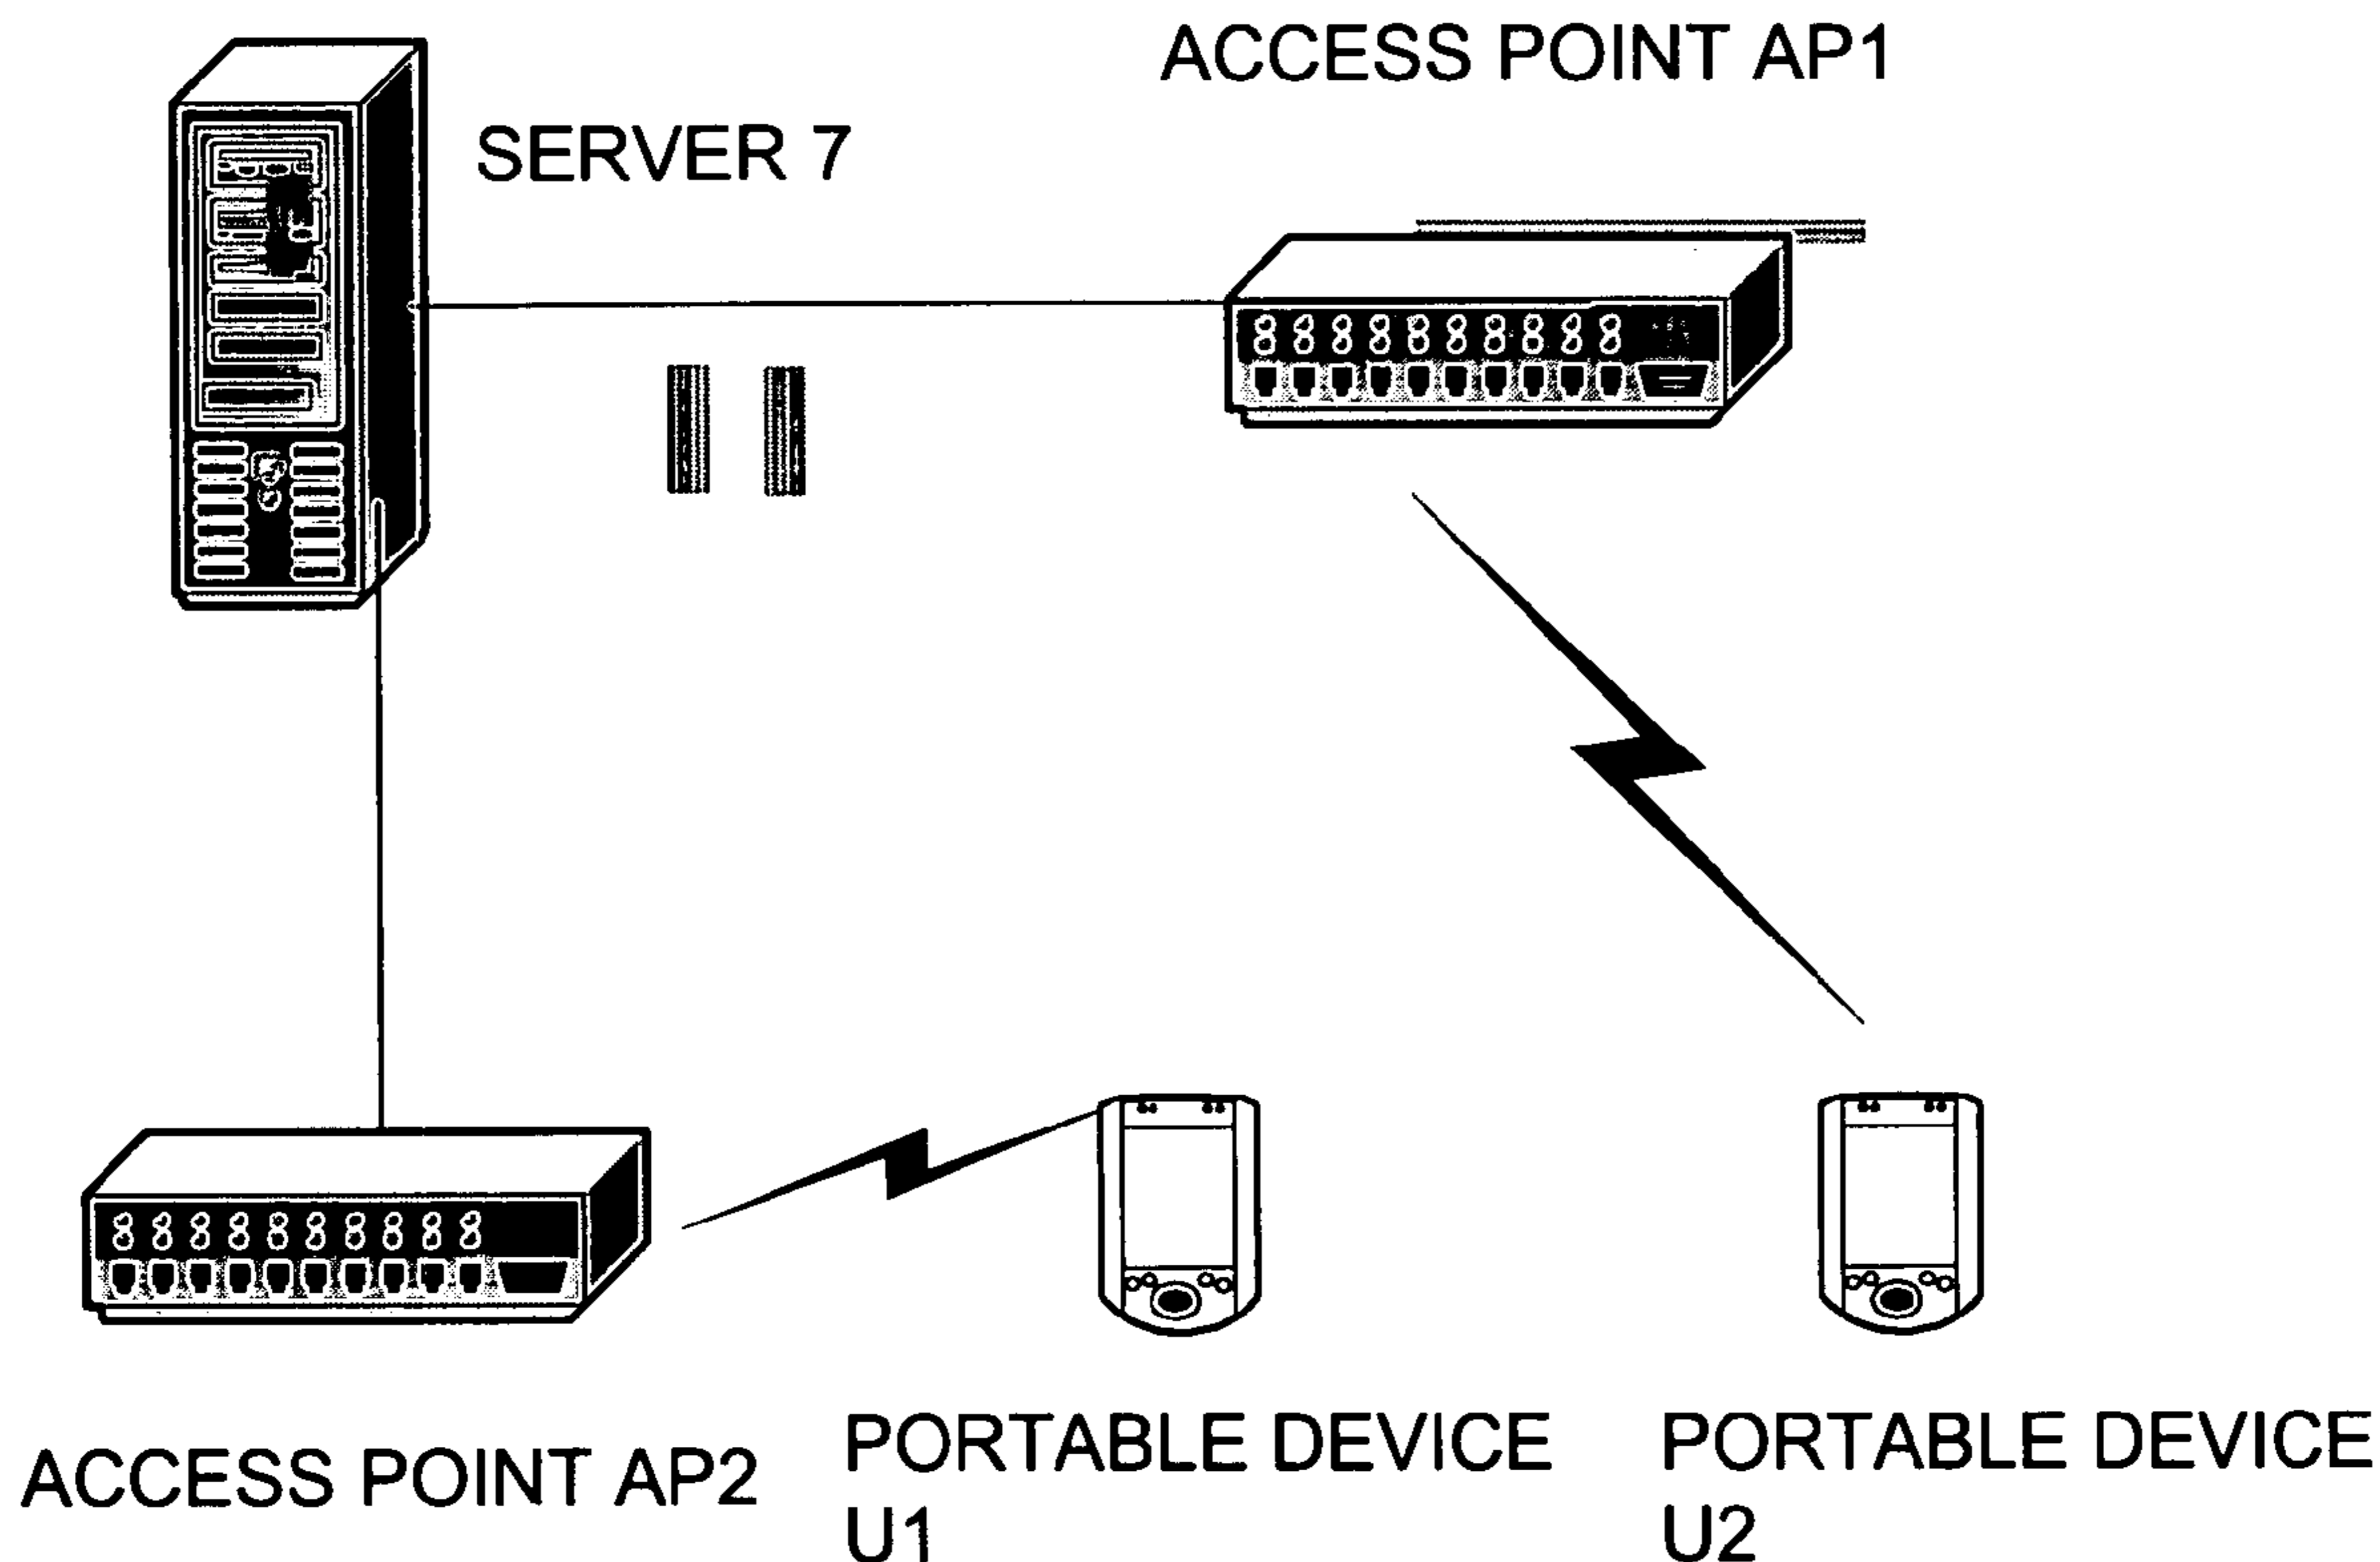 ACCESS POINT AP1
SERVER 7
ACCESS POINT AP2
PORTABLE DEVICE
U1
PORTABLE DEVICE
U2